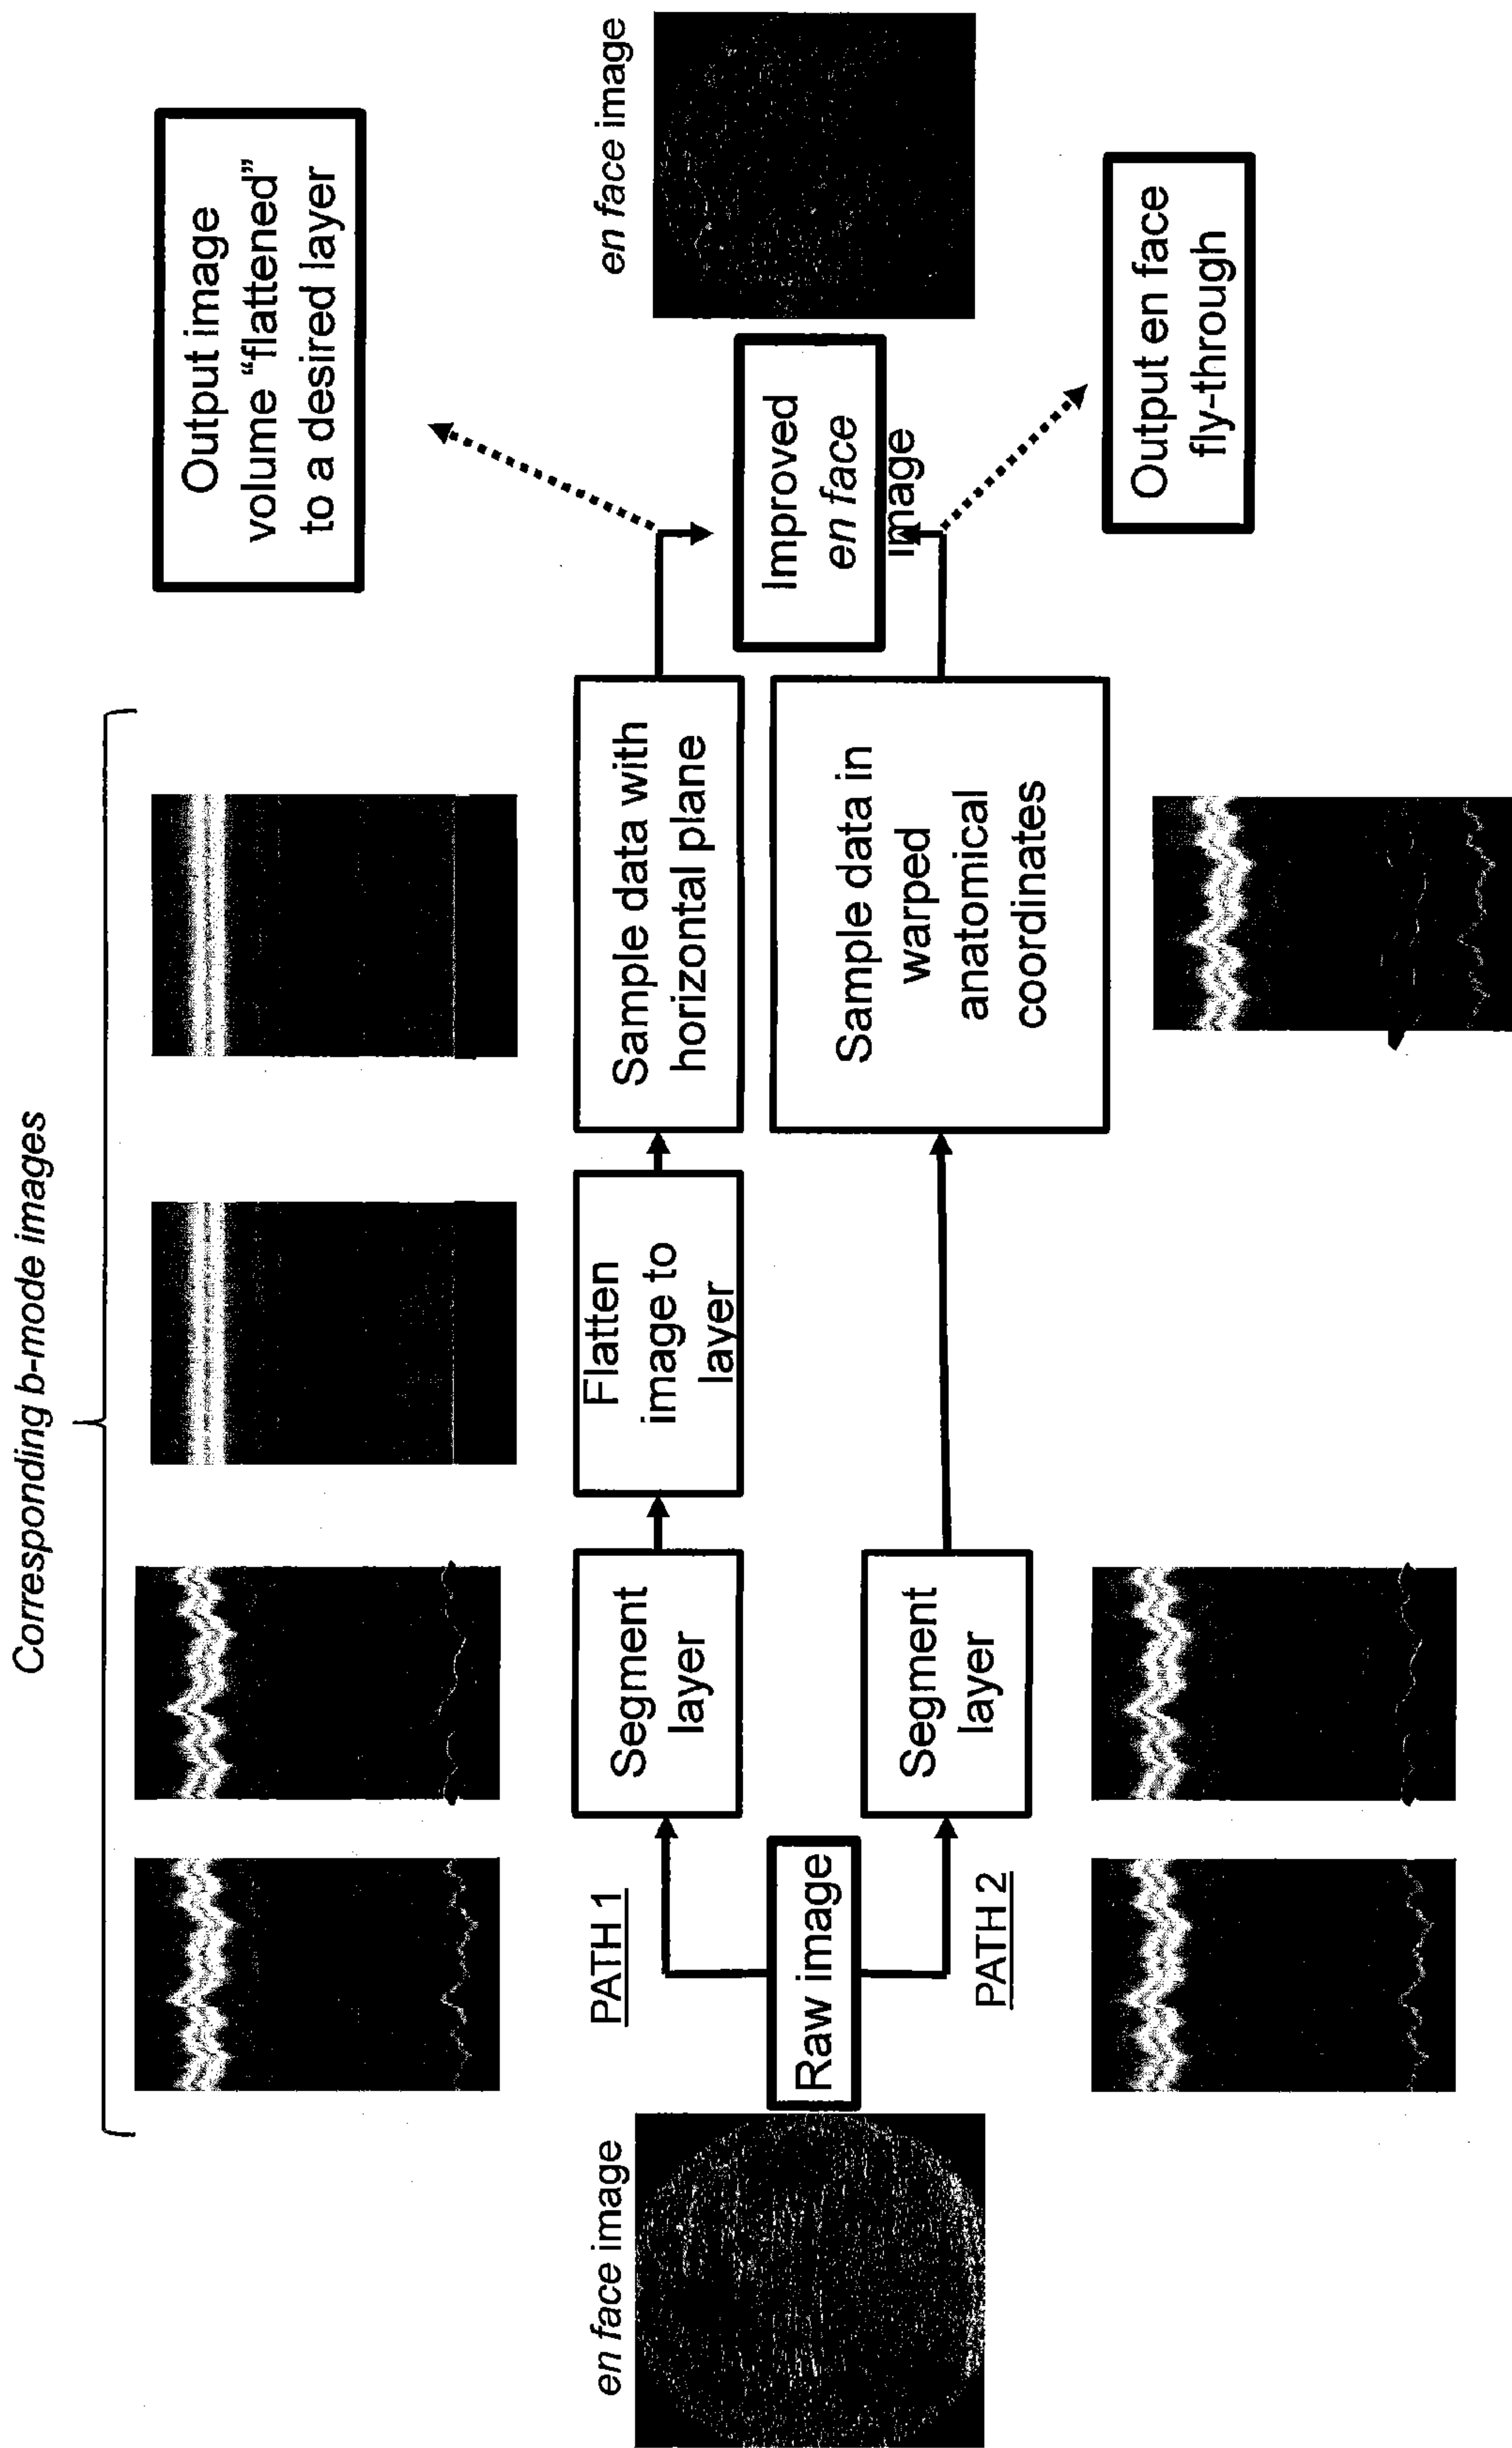 Corresponding b-mode images
en face image
Raw image
PATH 1
Segment
layer
Flatten
image to
layer
Sample data with
horizontal plane
PATH 2
Segment
layer
Sample data in
warped
anatomical
coordinates
Improved
en face
image
Output image
volume “flattened”
to a desired layer
en face image
Output en face
fly-through